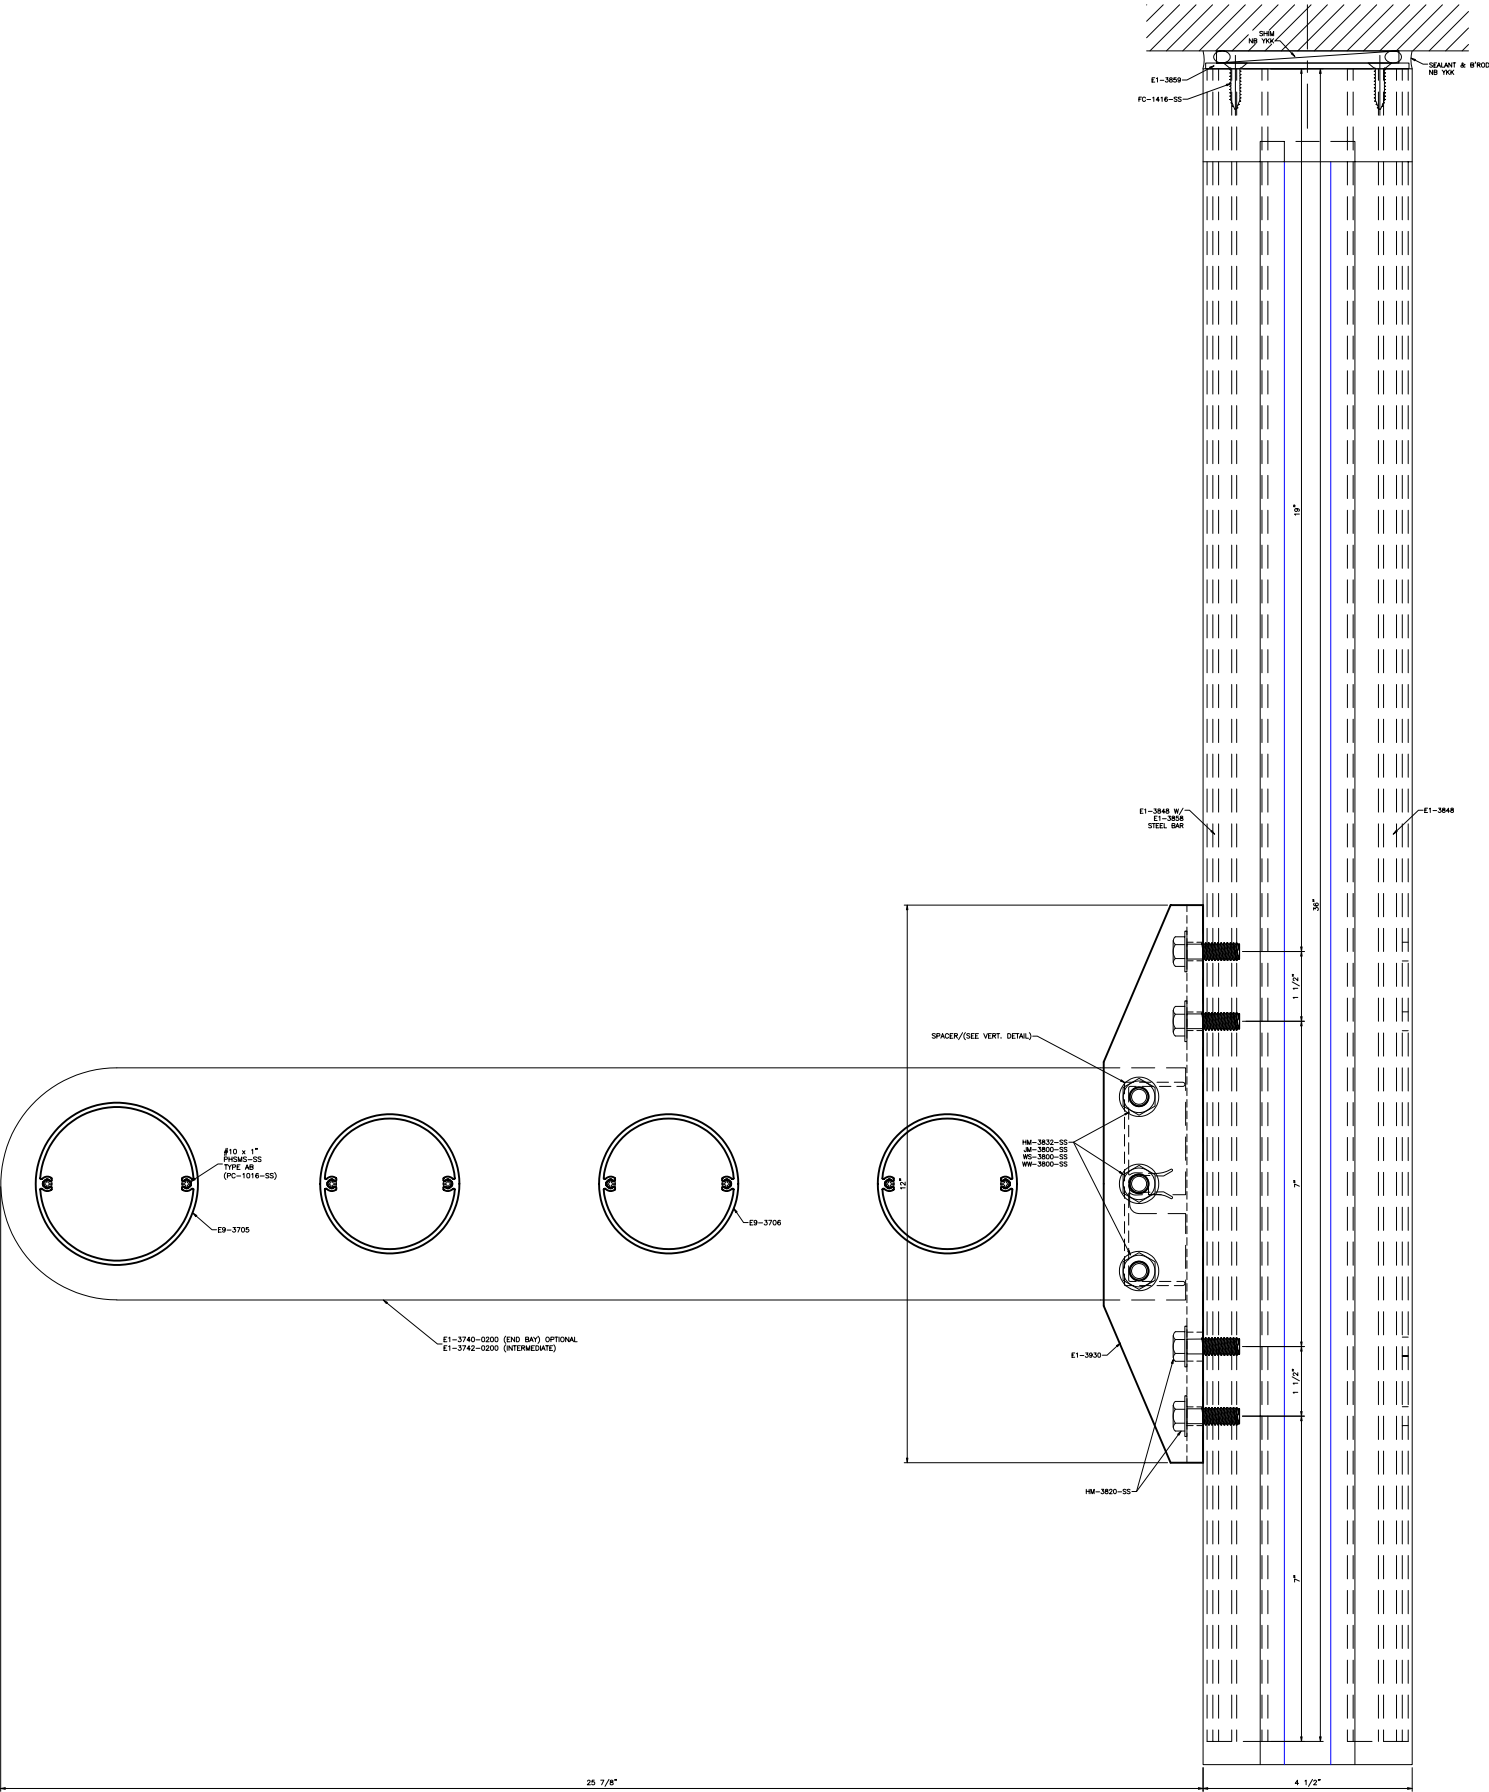 SHIM
NB YKK
SEALANT & B'ROD
NB YKK
E1-3859
FC-1416-SS
19"
E1-3848 W/
E1-3858
STEEL BAR
E1-3848
36"
1 1/2"
SPACER/(SEE VERT. DETAIL)
HM-3832-SS
JM-3800-SS
WS-3800-SS
WW-3800-SS
#10 x 1"
PHSMS-SS
TYPE AB
(PC-1016-SS)
12"
7"
E9-3705
E9-3706
E1-3740-0200 (END BAY) OPTIONAL
E1-3742-0200 (INTERMEDIATE)
E1-3930
1 1/2"
HM-3820-SS
7"
25 7/8"
4 1/2"